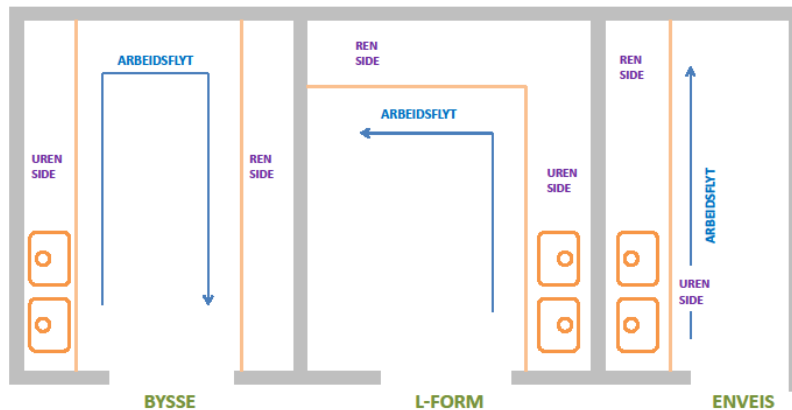 ARBEIDSFLYT
UREN
SIDE
REN
SIDE
BYSSE
REN
SIDE
ARBEIDSFLYT
UREN
SIDE
L-FORM
REN
SIDE
ARBEIDSFLYT
UREN
SIDE
ENVEIS